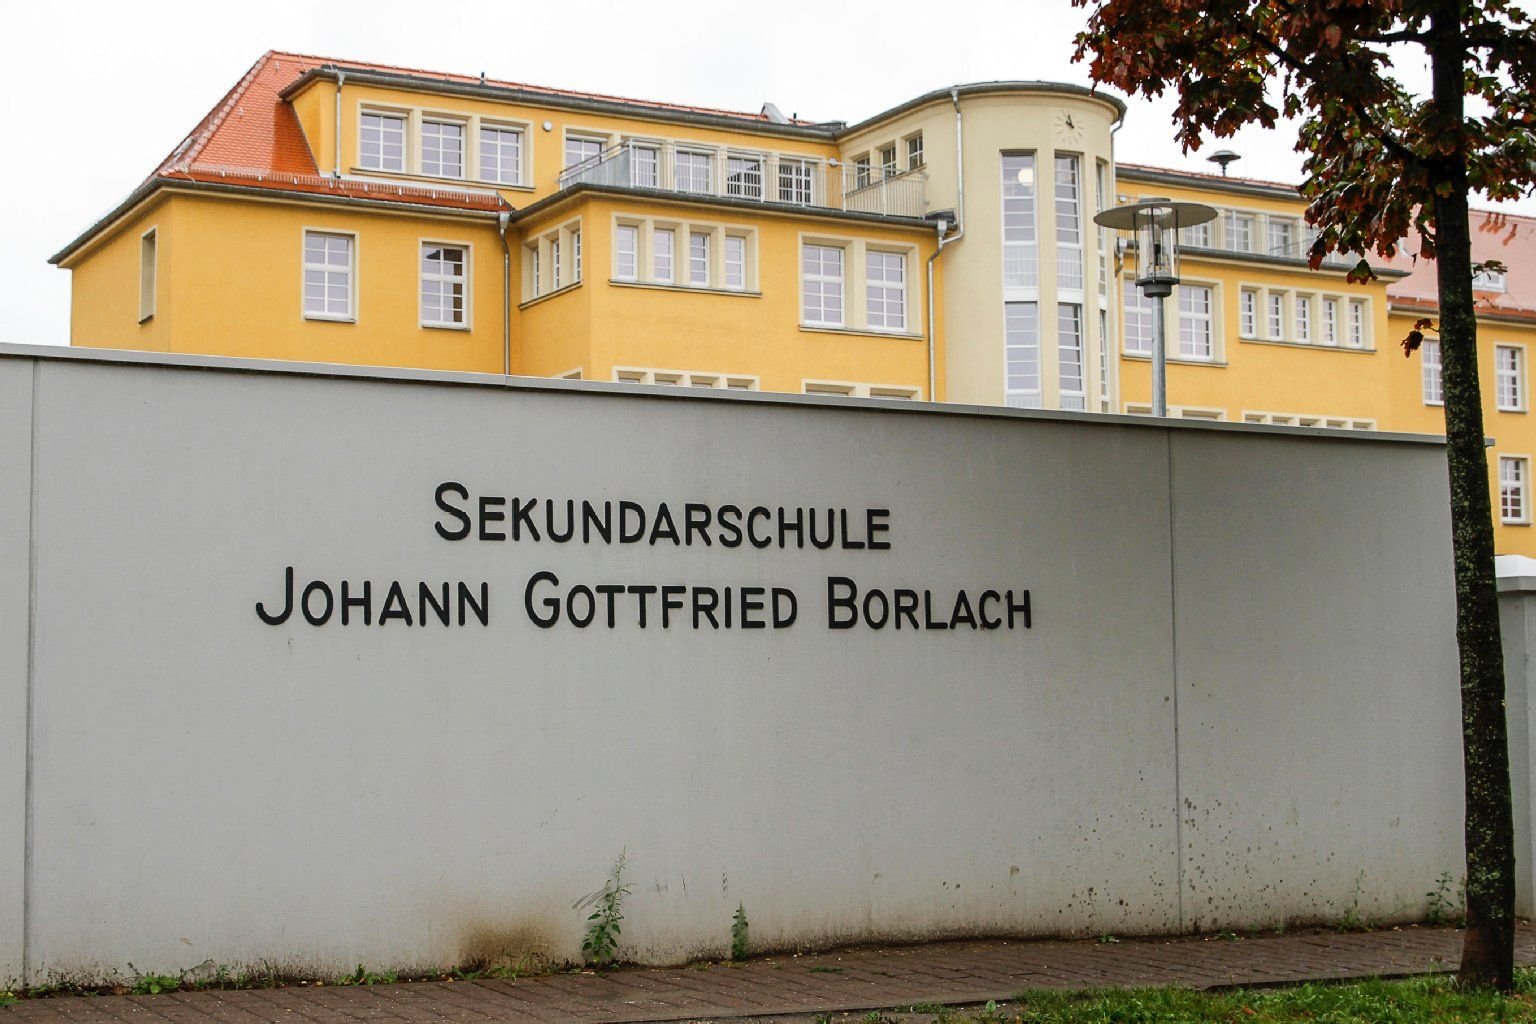 Sekundarschule
Johann Gottfried Borlach